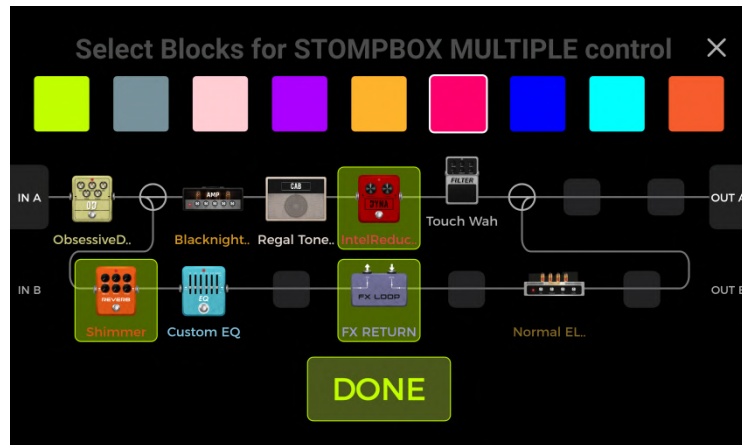 Select Blocks for STOMPBOX MULTIPLE control
IN A
OD
AMP
CAB
DYNA
FILTER
OUT A
ObsessiveD..
Blacknight..
Regal Tone..
IntelReduc..
Touch Wah
IN B
REVERB
EQ
FX LOOP
OUT B
Shimmer
Custom EQ
FX RETURN
Normal EL..
DONE